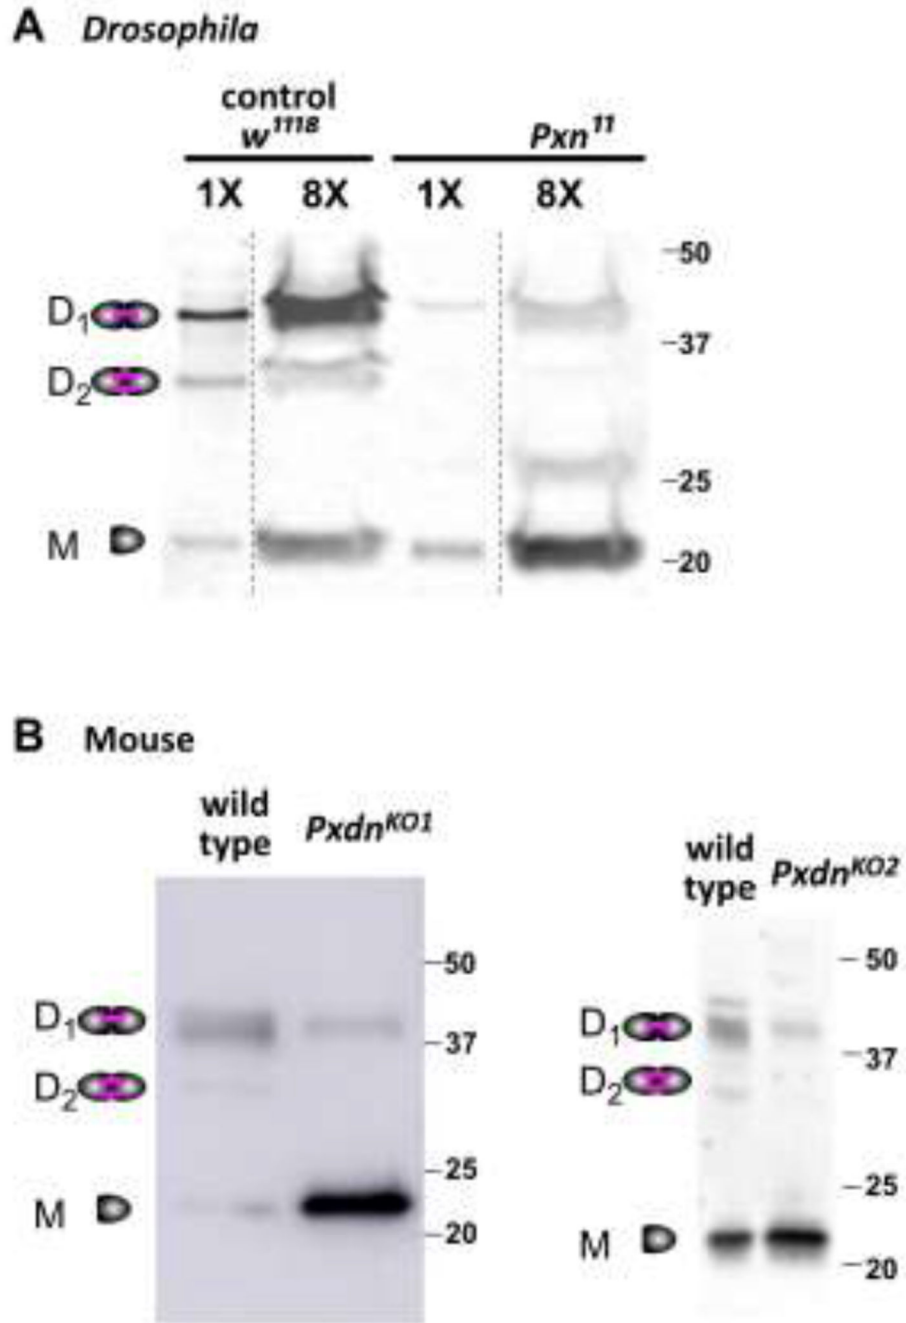 A Drosophila
control
w1118 Pxn11
1X 8X 1X 8X
-50
D1
-37
D2
-25
M
-20
B Mouse
wild type PxdnKO1
50
D1
37
D2
25
M
20
wild type PxdnKO2
50
D1
37
D2
25
M
20